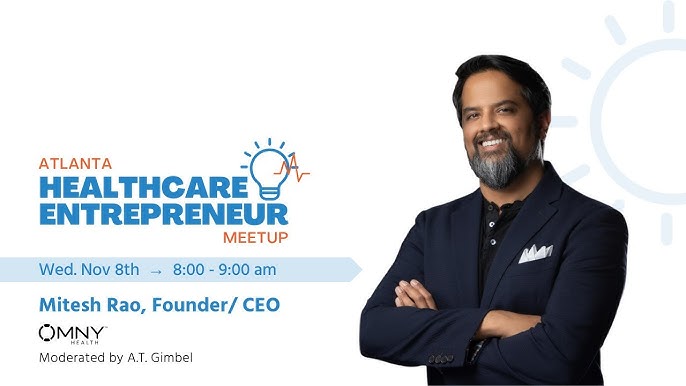 ATLANTA
HEALTHCARE
ENTREPRENEUR
MEETUP
Wed. Nov 8th → 8:00 - 9:00 am
Mitesh Rao, Founder/ CEO
OMNY™
HEALTH
Moderated by A.T. Gimbel